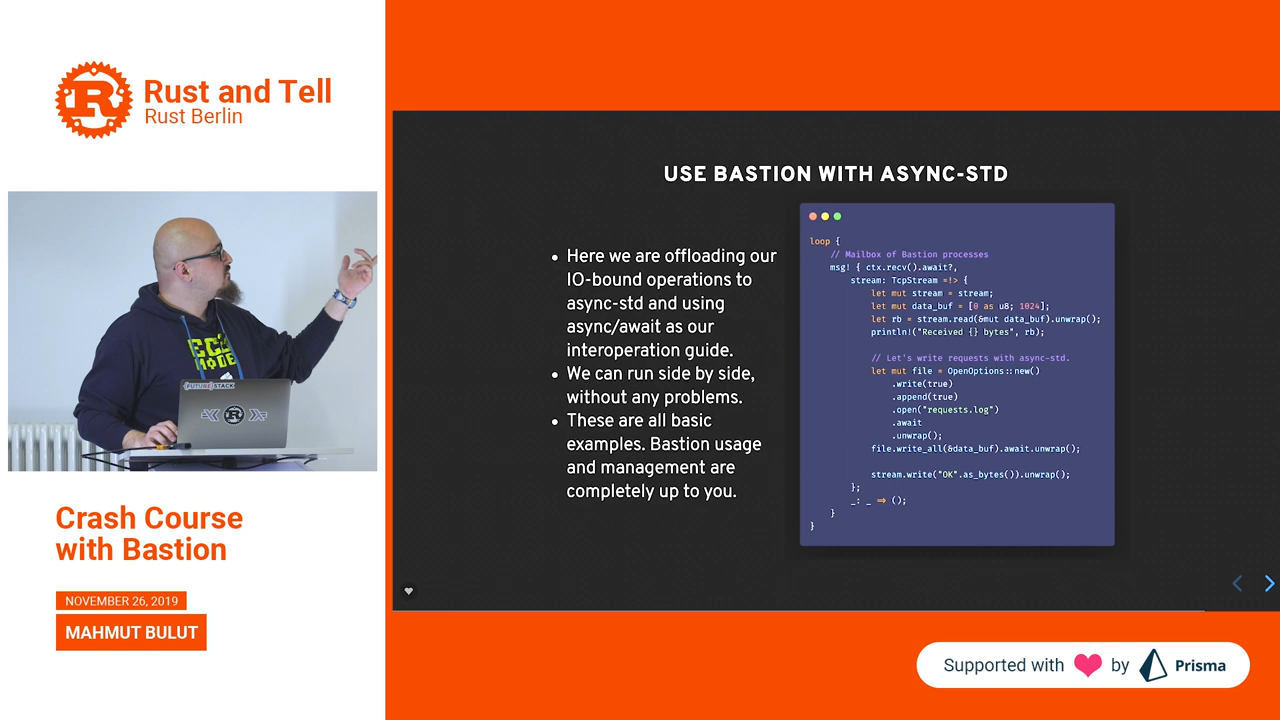 Rust and Tell
Rust Berlin
ECO
MODE
FUTURE STACK
R
Crash Course
with Bastion
NOVEMBER 26, 2019
MAHMUT BULUT
USE BASTION WITH ASYNC-STD
• Here we are offloading our
IO-bound operations to
async-std and using
async/await as our
interoperation guide.
• We can run side by side,
without any problems.
• These are all basic
examples. Bastion usage
and management are
completely up to you.
loop {
// Mailbox of Bastion processes
msg! { ctx.recv().await?,
stream: TcpStream =!> {
let mut stream = stream;
let mut data_buf = [0 as u8; 1024];
let rb = stream.read(&mut data_buf).unwrap();
println!("Received {} bytes", rb);
// Let's write requests with async-std.
let mut file = OpenOptions::new()
.write(true)
.append(true)
.open("requests.log")
.await
.unwrap();
file.write_all(&data_buf).await.unwrap();
stream.write("OK".as_bytes()).unwrap();
};
_: _ => ();
}
}
Supported with ❤ by Prisma